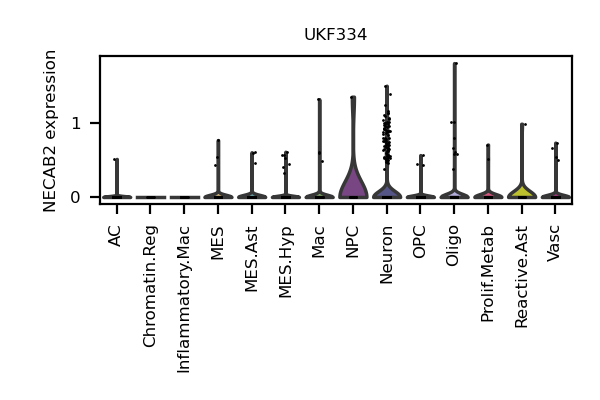 UKF334
NECAB2 expression
1
0
AC
Chromatin.Reg
Inflammatory.Mac
MES
MES.Ast
MES.Hyp
Mac
NPC
Neuron
OPC
Oligo
Prolif.Metab
Reactive.Ast
Vasc